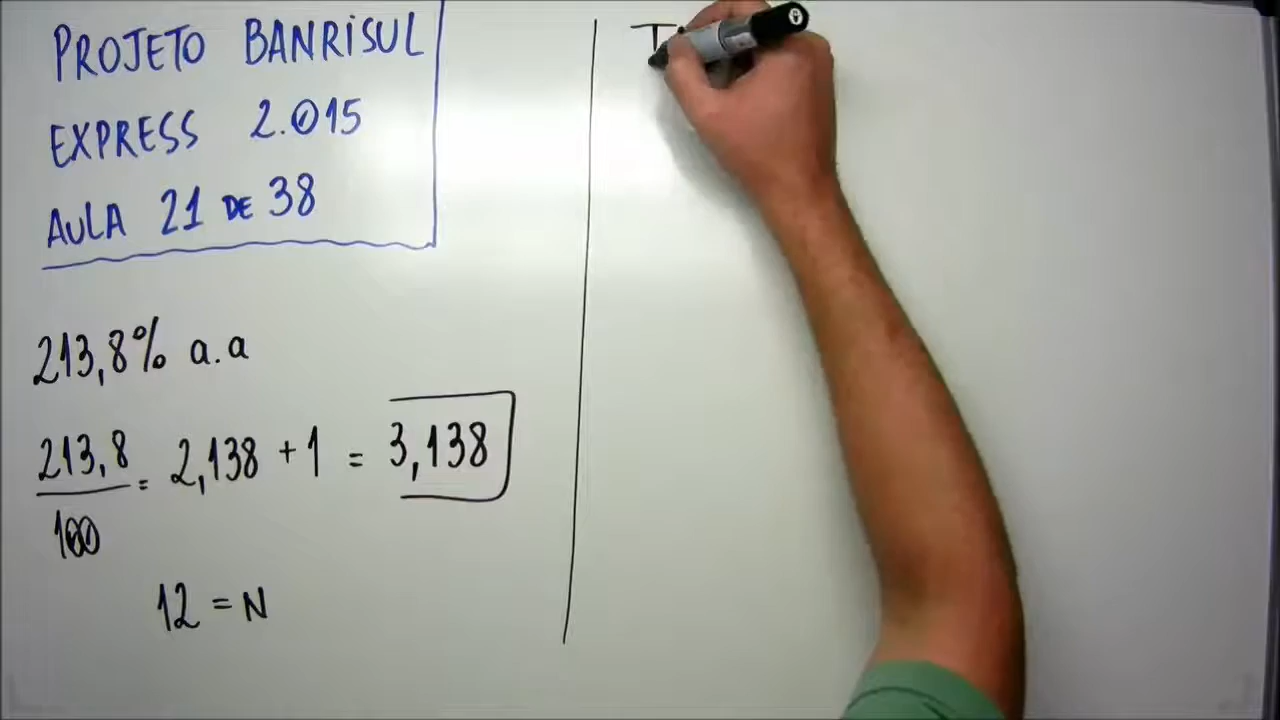 PROJETO BANRISUL
EXPRESS 2.015
AULA 21 DE 38
213,8% a.a
213,8
100
= 2,138 + 1 = 3,138
12 = N
T